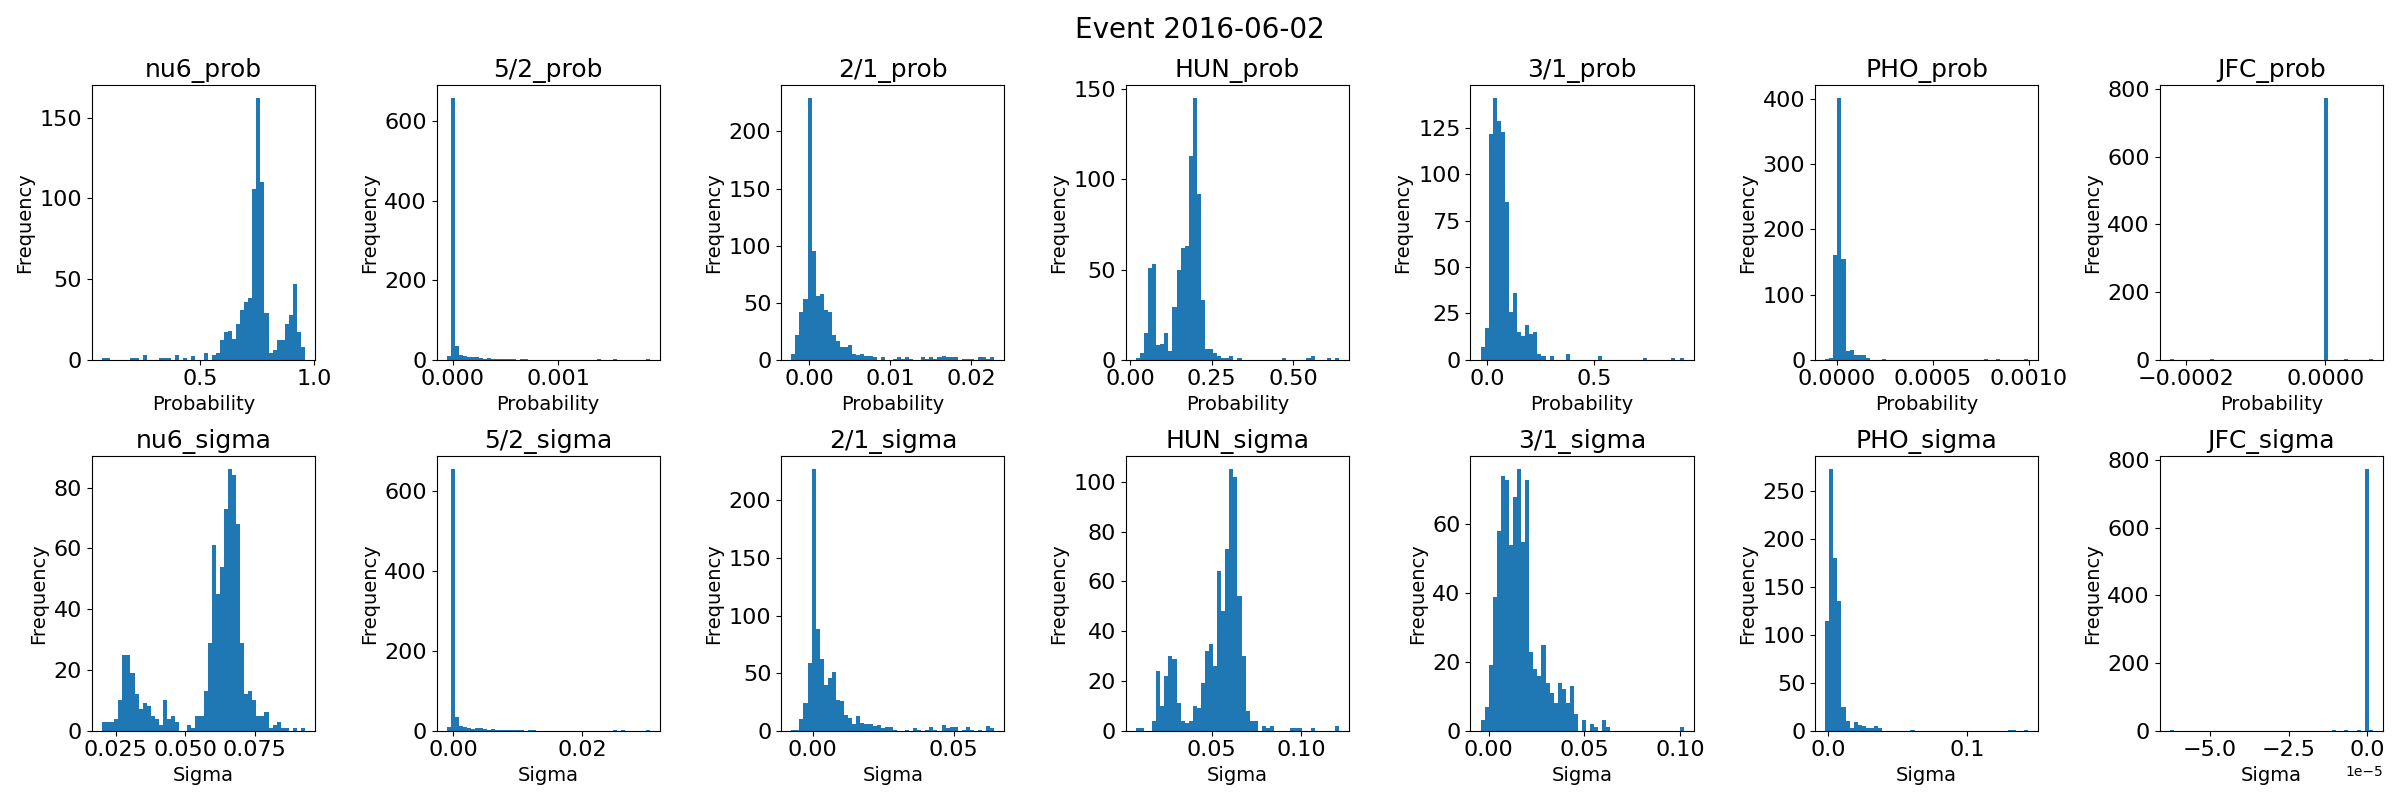 Event 2016-06-02
nu6_prob 5/2_prob 2/1_prob HUN_prob 3/1_prob PHO_prob JFC_prob
Frequency 150 100 50 0 0.5 1.0 Probability
Frequency 600 400 200 0 0.000 0.001 Probability
Frequency 200 150 100 50 0 0.00 0.01 0.02 Probability
Frequency 150 100 50 0 0.00 0.25 0.50 Probability
Frequency 125 100 75 50 25 0 0.0 0.5 Probability
Frequency 400 300 200 100 0 0.0000 0.0005 0.0010 Probability
Frequency 800 600 400 200 0 −0.0002 0.0000 Probability
nu6_sigma 5/2_sigma 2/1_sigma HUN_sigma 3/1_sigma PHO_sigma JFC_sigma
Frequency 80 60 40 20 0 0.025 0.050 0.075 Sigma
Frequency 600 400 200 0 0.00 0.02 Sigma
Frequency 200 150 100 50 0 0.00 0.05 Sigma
Frequency 100 80 60 40 20 0 0.05 0.10 Sigma
Frequency 60 40 20 0 0.00 0.05 0.10 Sigma
Frequency 250 200 150 100 50 0 0.0 0.1 Sigma
Frequency 800 600 400 200 0 −5.0 −2.5 0.0 Sigma 1e−5